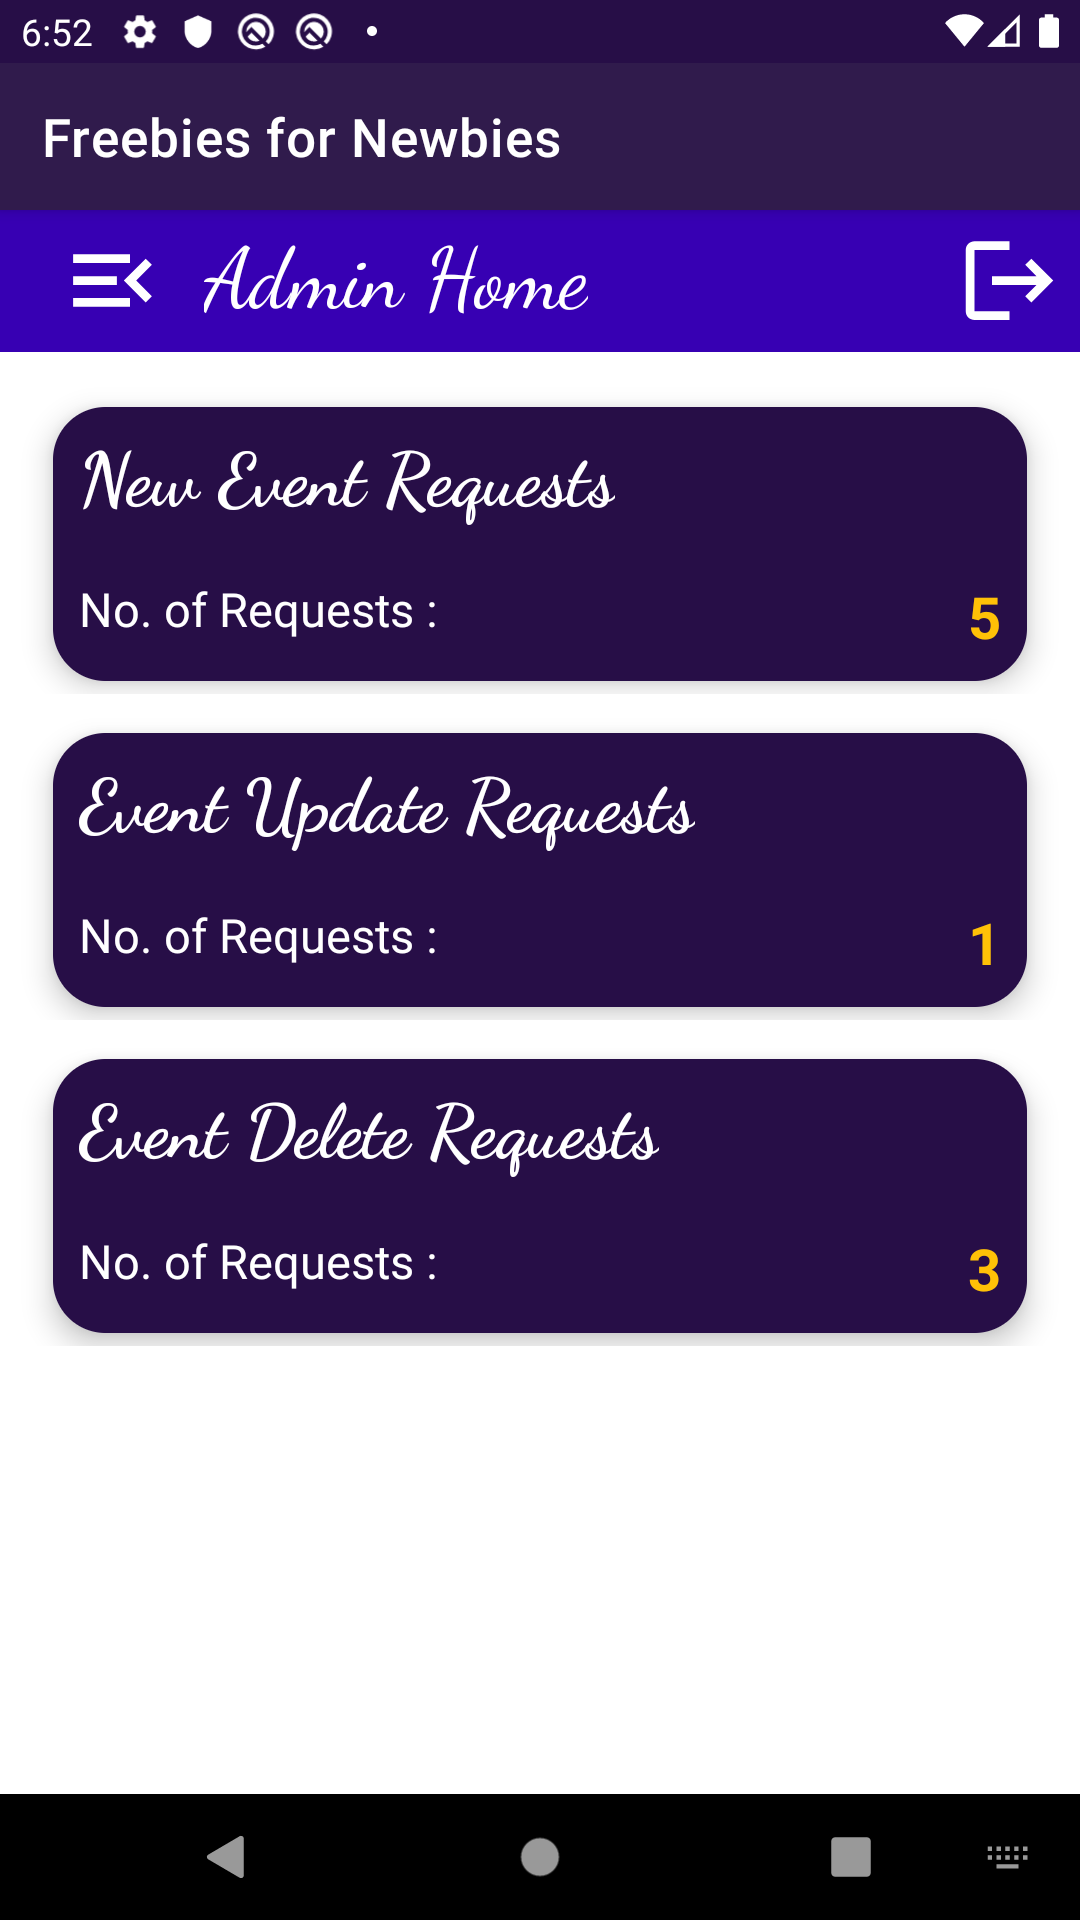 6:52
Freebies for Newbies
Admin Home
New Event Requests
No. of Requests :
5
Event Update Requests
No. of Requests :
1
Event Delete Requests
No. of Requests :
3